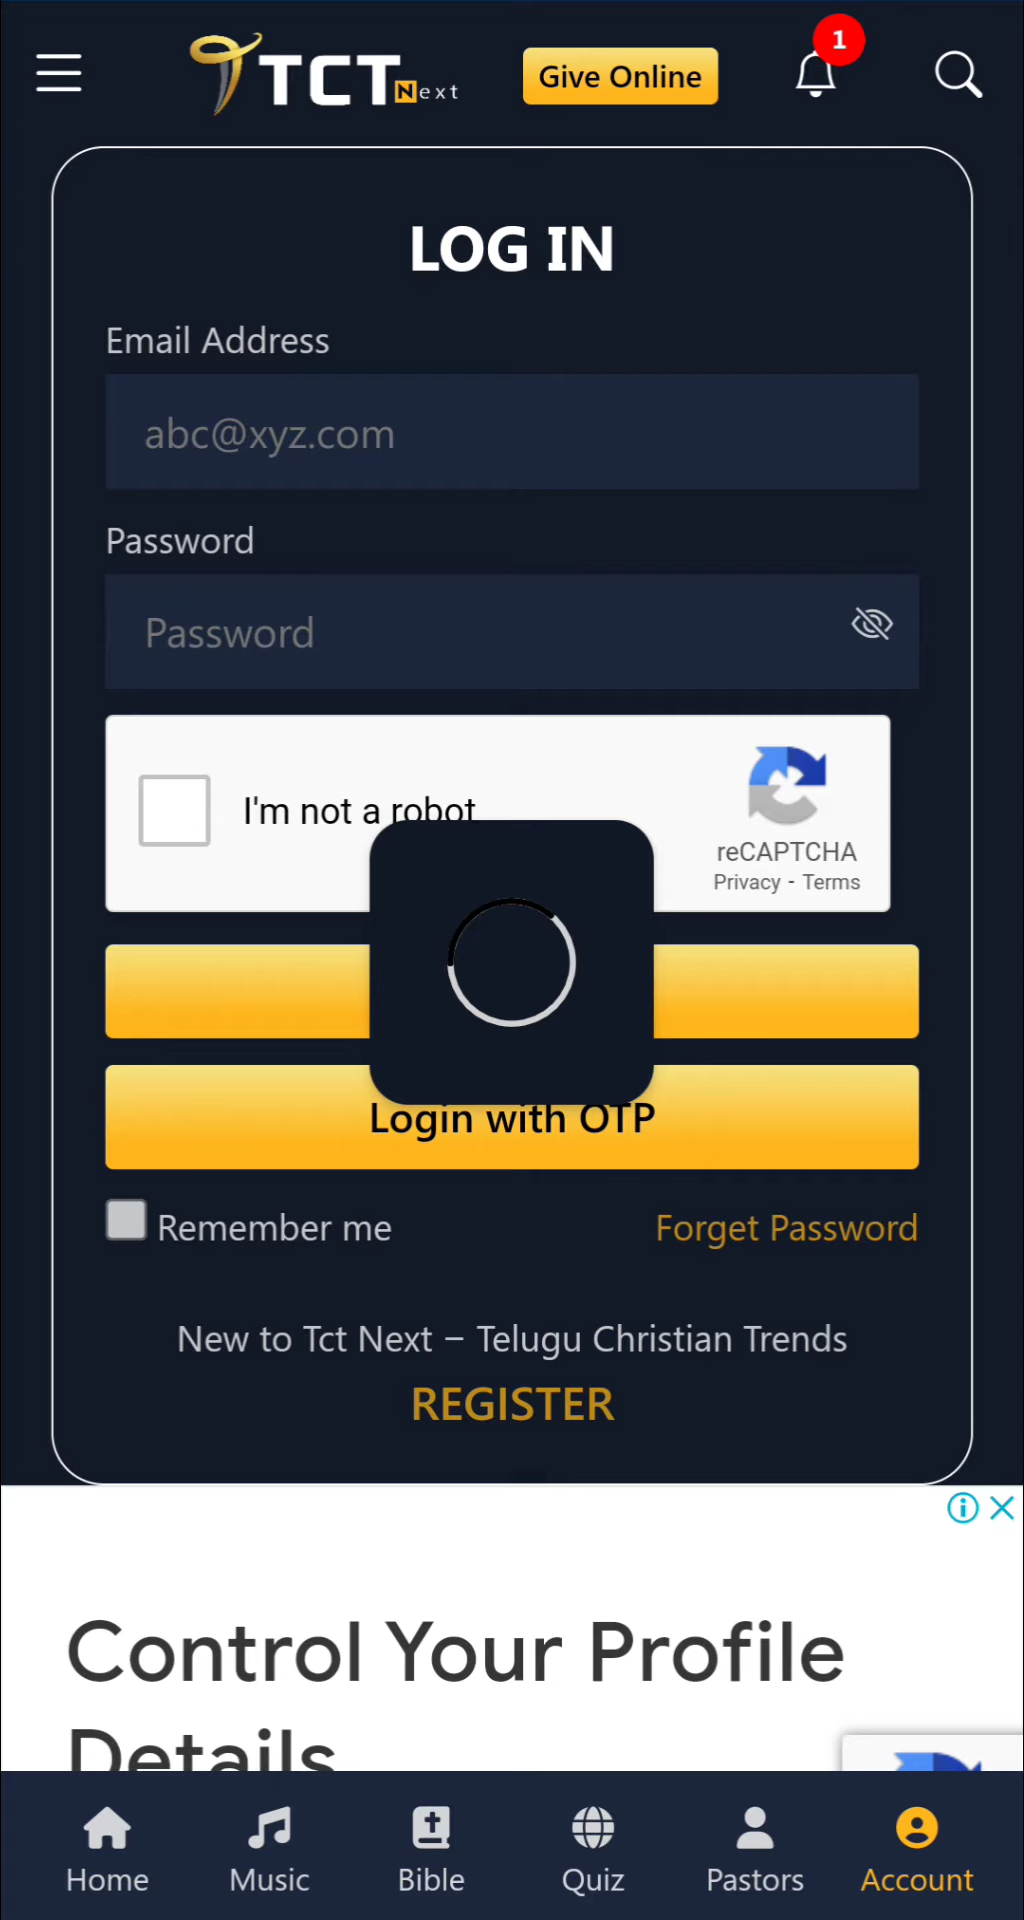 TCT Next
Give Online
1
LOG IN
Email Address
abc@xyz.com
Password
Password
I'm not a robot
reCAPTCHA
Privacy - Terms
Login with OTP
Remember me
Forget Password
New to Tct Next – Telugu Christian Trends
REGISTER
Control Your Profile
Details
Home
Music
Bible
Quiz
Pastors
Account